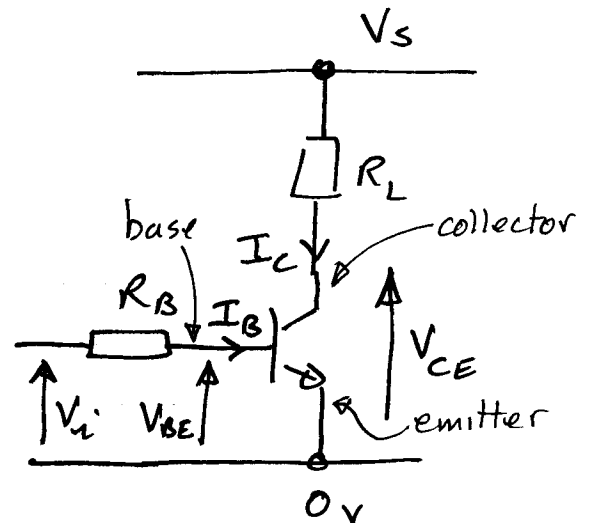 Vs
RL
collector
base
IC
RB
IB
VCE
Vi
VBE
emitter
0v